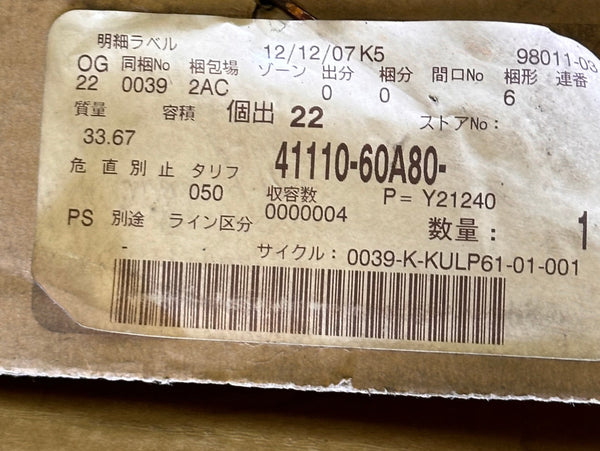 明細ラベル 12/12/07 K5 98011-03
OG 同梱No 梱包場 ゾーン 出分 梱分 間口No 梱形 連番
22 0039 2AC 0 0 6
質量 容積 個出 22 ストアNo:
33.67 41110-60A80-
危 直 別 止 タリフ 収容数 P= Y21240
050 0000004 数量: 1
PS 別途 ライン区分
- サイクル: 0039-K-KULP61-01-001